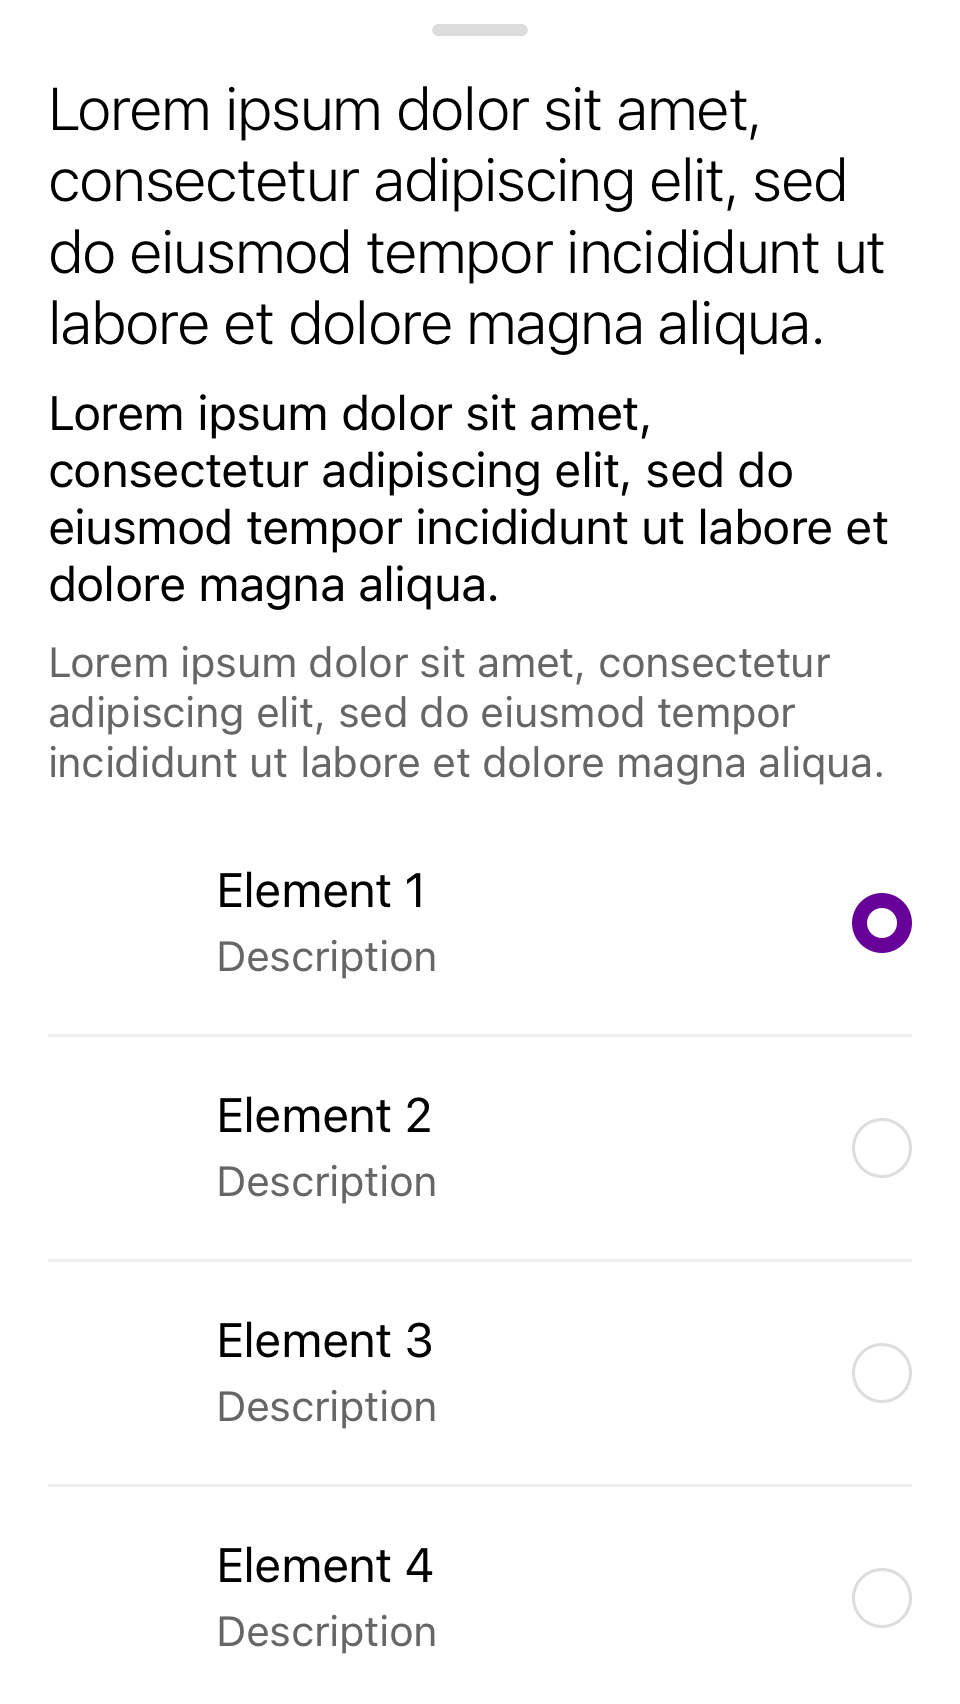 Lorem ipsum dolor sit amet,
consectetur adipiscing elit, sed
do eiusmod tempor incididunt ut
labore et dolore magna aliqua.
Lorem ipsum dolor sit amet,
consectetur adipiscing elit, sed do
eiusmod tempor incididunt ut labore et
dolore magna aliqua.
Lorem ipsum dolor sit amet, consectetur
adipiscing elit, sed do eiusmod tempor
incididunt ut labore et dolore magna aliqua.
Element 1
Description
Element 2
Description
Element 3
Description
Element 4
Description